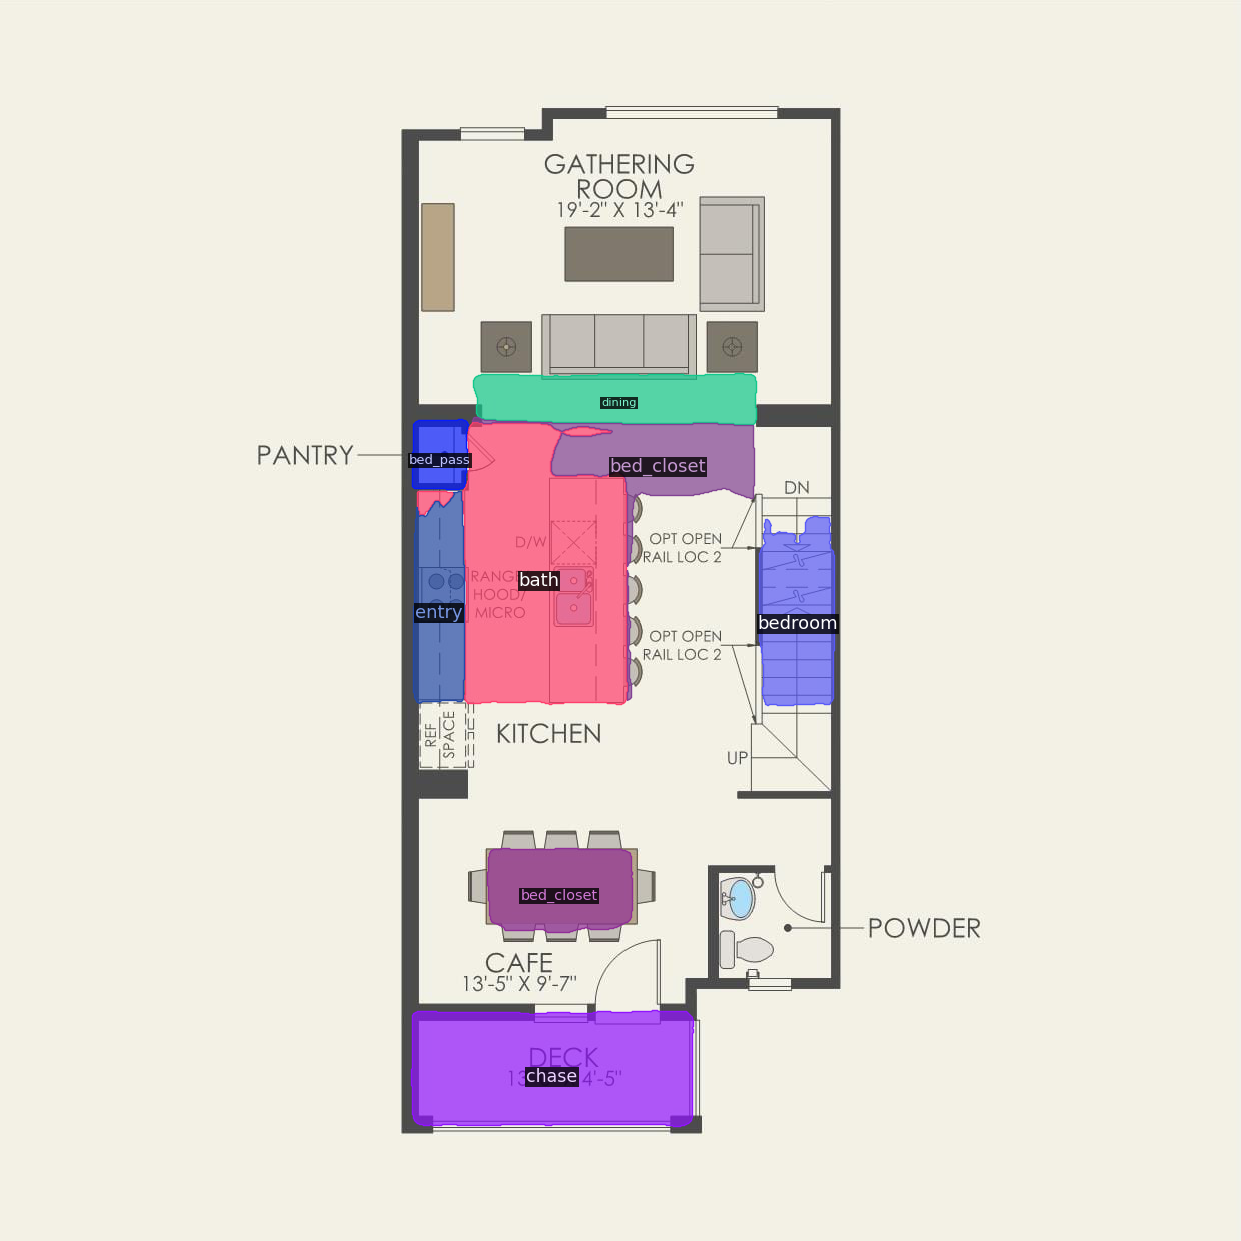 GATHERING
ROOM
19'-2" X 13'-4"
dining
PANTRY
bed_pass
bed_closet
DN
D/W
OPT OPEN
RAIL LOC 2
RANGE
HOOD/
MICRO
bath
entry
bedroom
OPT OPEN
RAIL LOC 2
REF
SPACE
KITCHEN
UP
bed_closet
POWDER
CAFE
13'-5" X 9'-7"
DECK
chase
4'-5"